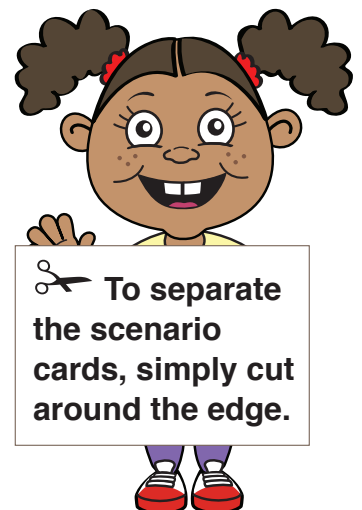 To separate
the scenario
cards, simply cut
around the edge.